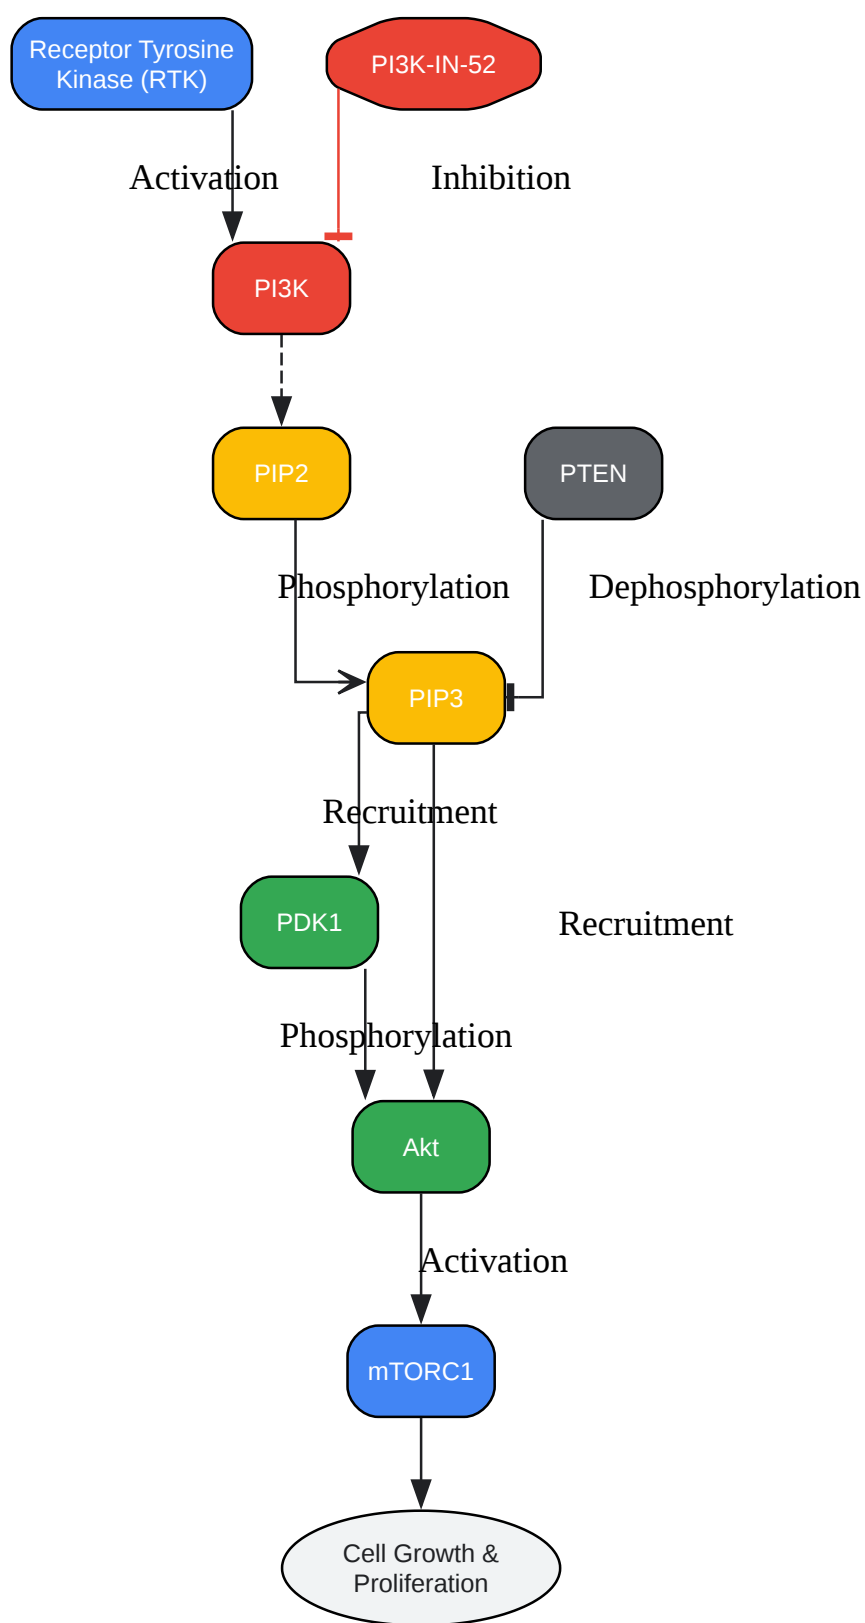 Receptor Tyrosine
Kinase (RTK)
PI3K-IN-52
Activation
Inhibition
PI3K
PIP2
PTEN
Phosphorylation
Dephosphorylation
PIP3
Recruitment
PDK1
Recruitment
Phosphorylation
Akt
Activation
mTORC1
Cell Growth &
Proliferation